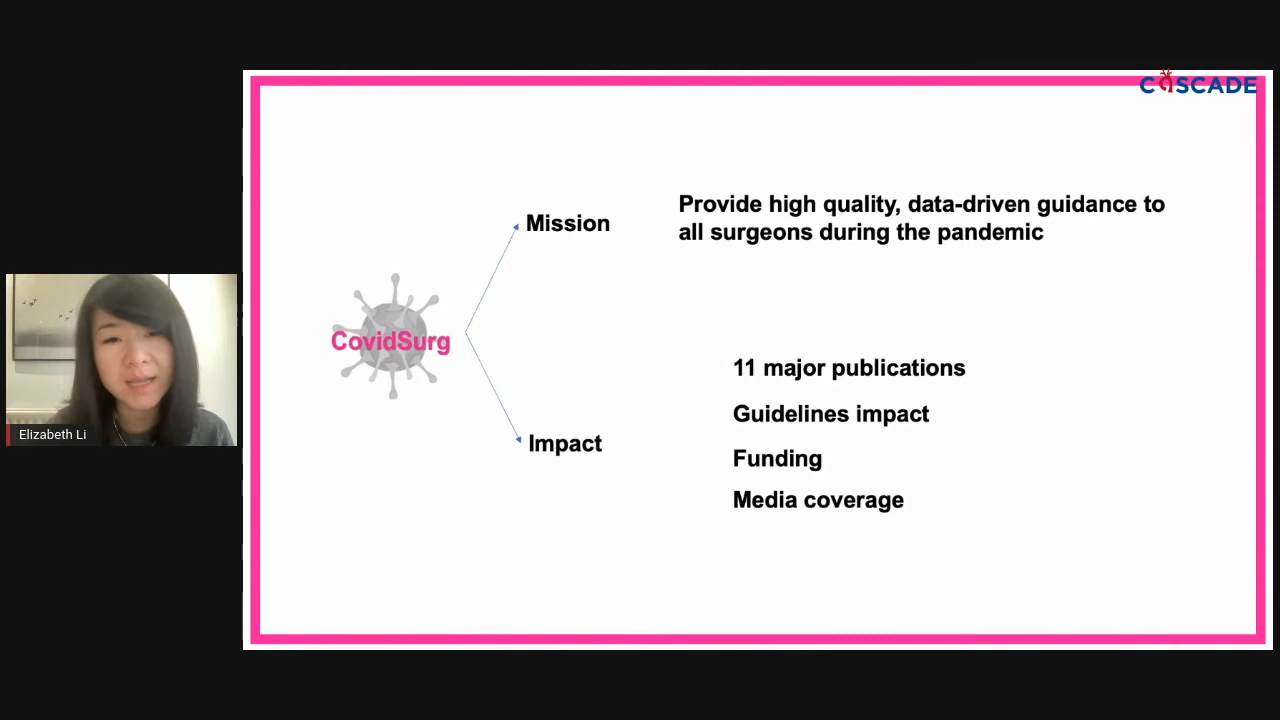 CASCADE
Mission
Provide high quality, data-driven guidance to
all surgeons during the pandemic
CovidSurg
11 major publications
Guidelines impact
Funding
Media coverage
Impact
Elizabeth Li